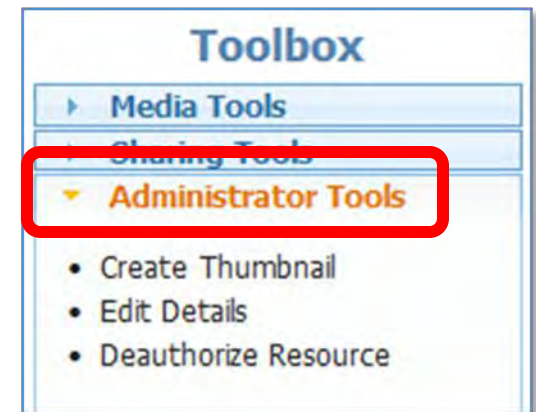 Toolbox
Media Tools
Sharing Tools
Administrator Tools
• Create Thumbnail
• Edit Details
• Deauthorize Resource